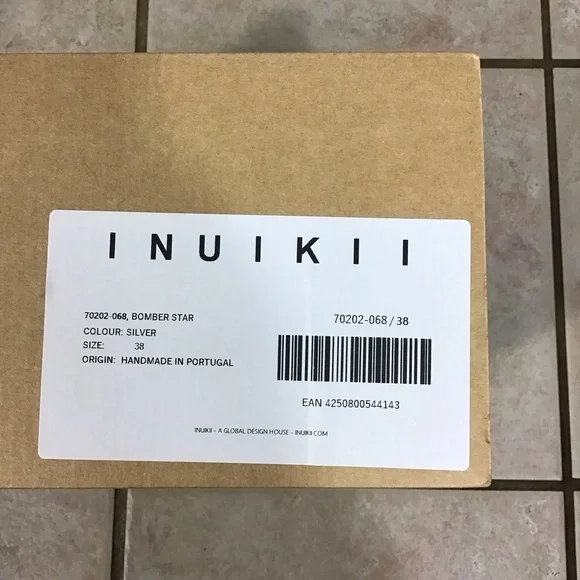 INUIKII
70202-068, BOMBER STAR
COLOUR: SILVER
SIZE: 38
ORIGIN: HANDMADE IN PORTUGAL
70202-068 / 38
EAN 4250800544143
INUIKII - A GLOBAL DESIGN HOUSE - INUIKII.COM